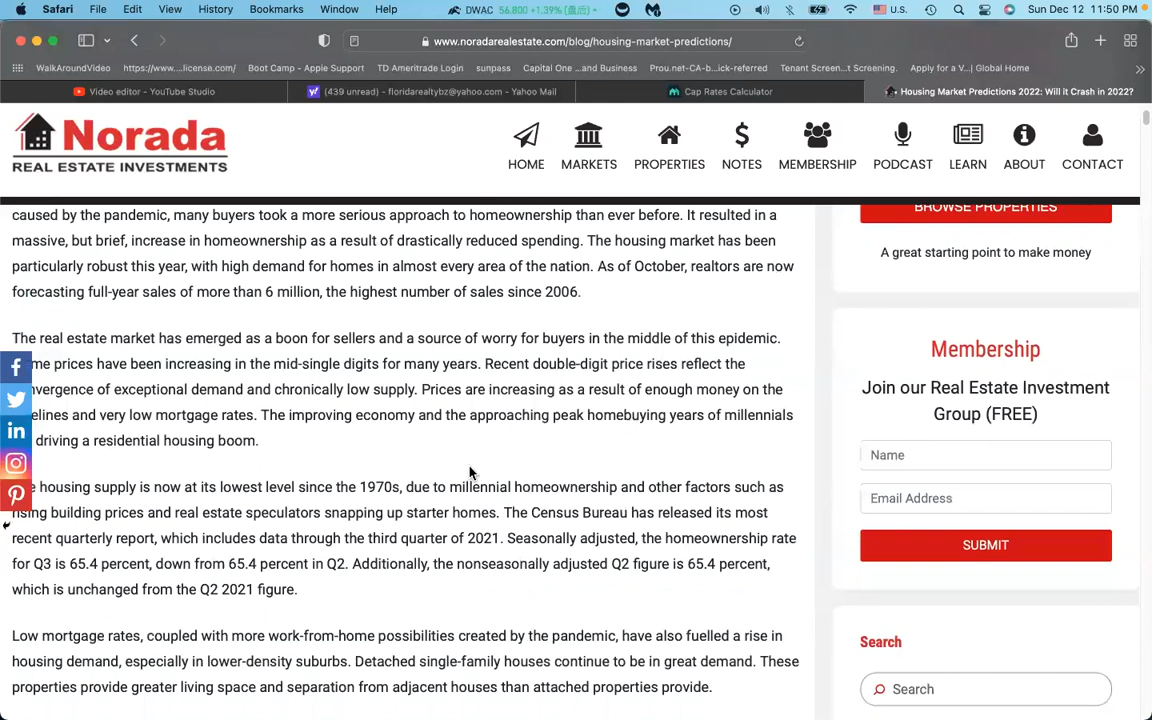 Safari File Edit View History Bookmarks Window Help DWAC 56.800 +1.39% (盘后) U.S. Sun Dec 12 11:50 PM
www.noradarealestate.com/blog/housing-market-predictions/
WalkAroundVideo https://www....license.com/ Boot Camp - Apple Support TD Ameritrade Login sunpass Capital One ...and Business Prou.net-CA-b...ick-referred Tenant Screen...t Screening. Apply for a V...| Global Home
Video editor - YouTube Studio (439 unread) - floridarealtybz@yahoo.com - Yahoo Mail Cap Rates Calculator Housing Market Predictions 2022: Will it Crash in 2022?
Norada
REAL ESTATE INVESTMENTS
HOME MARKETS PROPERTIES NOTES MEMBERSHIP PODCAST LEARN ABOUT CONTACT
caused by the pandemic, many buyers took a more serious approach to homeownership than ever before. It resulted in a
massive, but brief, increase in homeownership as a result of drastically reduced spending. The housing market has been
particularly robust this year, with high demand for homes in almost every area of the nation. As of October, realtors are now
forecasting full-year sales of more than 6 million, the highest number of sales since 2006.
The real estate market has emerged as a boon for sellers and a source of worry for buyers in the middle of this epidemic.
me prices have been increasing in the mid-single digits for many years. Recent double-digit price rises reflect the
nvergence of exceptional demand and chronically low supply. Prices are increasing as a result of enough money on the
elines and very low mortgage rates. The improving economy and the approaching peak homebuying years of millennials
driving a residential housing boom.
e housing supply is now at its lowest level since the 1970s, due to millennial homeownership and other factors such as
rising building prices and real estate speculators snapping up starter homes. The Census Bureau has released its most
recent quarterly report, which includes data through the third quarter of 2021. Seasonally adjusted, the homeownership rate
for Q3 is 65.4 percent, down from 65.4 percent in Q2. Additionally, the nonseasonally adjusted Q2 figure is 65.4 percent,
which is unchanged from the Q2 2021 figure.
Low mortgage rates, coupled with more work-from-home possibilities created by the pandemic, have also fuelled a rise in
housing demand, especially in lower-density suburbs. Detached single-family houses continue to be in great demand. These
properties provide greater living space and separation from adjacent houses than attached properties provide.
BROWSE PROPERTIES
A great starting point to make money
Membership
Join our Real Estate Investment
Group (FREE)
Name
Email Address
SUBMIT
Search
Search